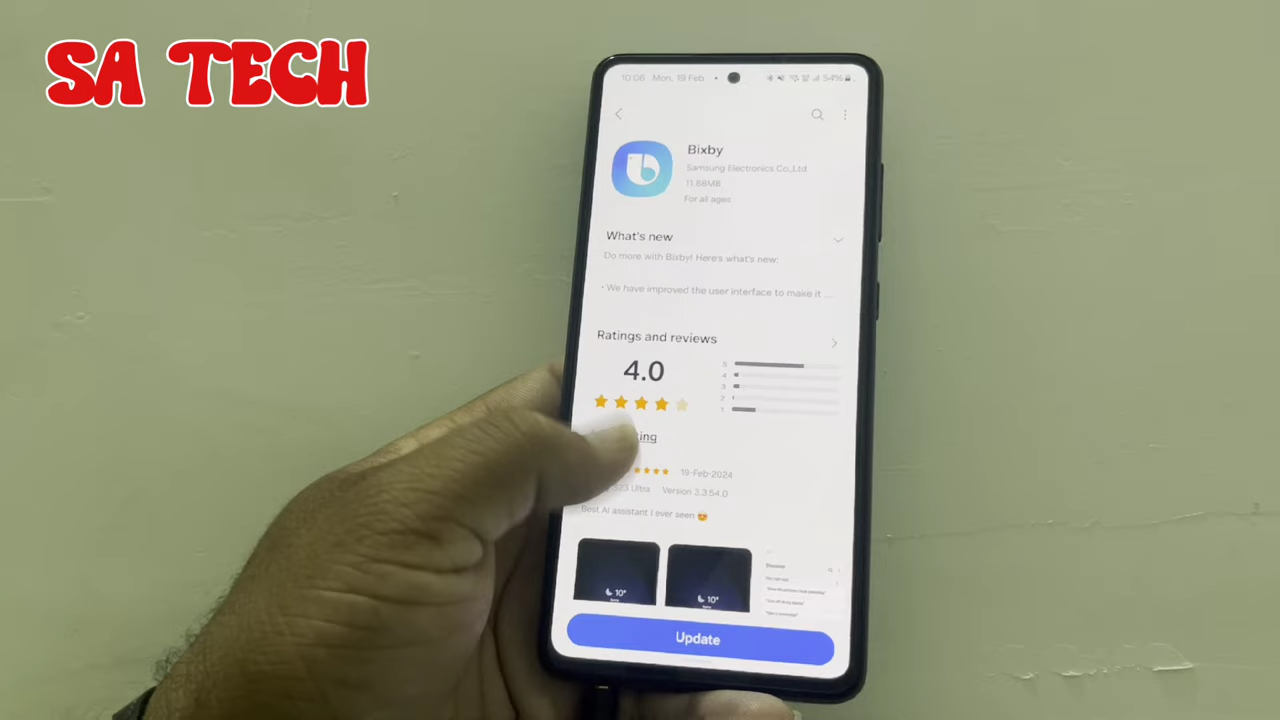 SA TECH
10:06 Mon, 19 Feb
54%
Bixby
Samsung Electronics Co.,Ltd.
11.68MB
For all ages
What's new
Do more with Bixby! Here's what's new:
• We have improved the user interface to make it ...
Ratings and reviews
4.0
5
4
3
2
1
19-Feb-2024
Ultra Version 3.3.54.0
Best AI assistant I ever seen 😍
10°
10°
Discover
Update